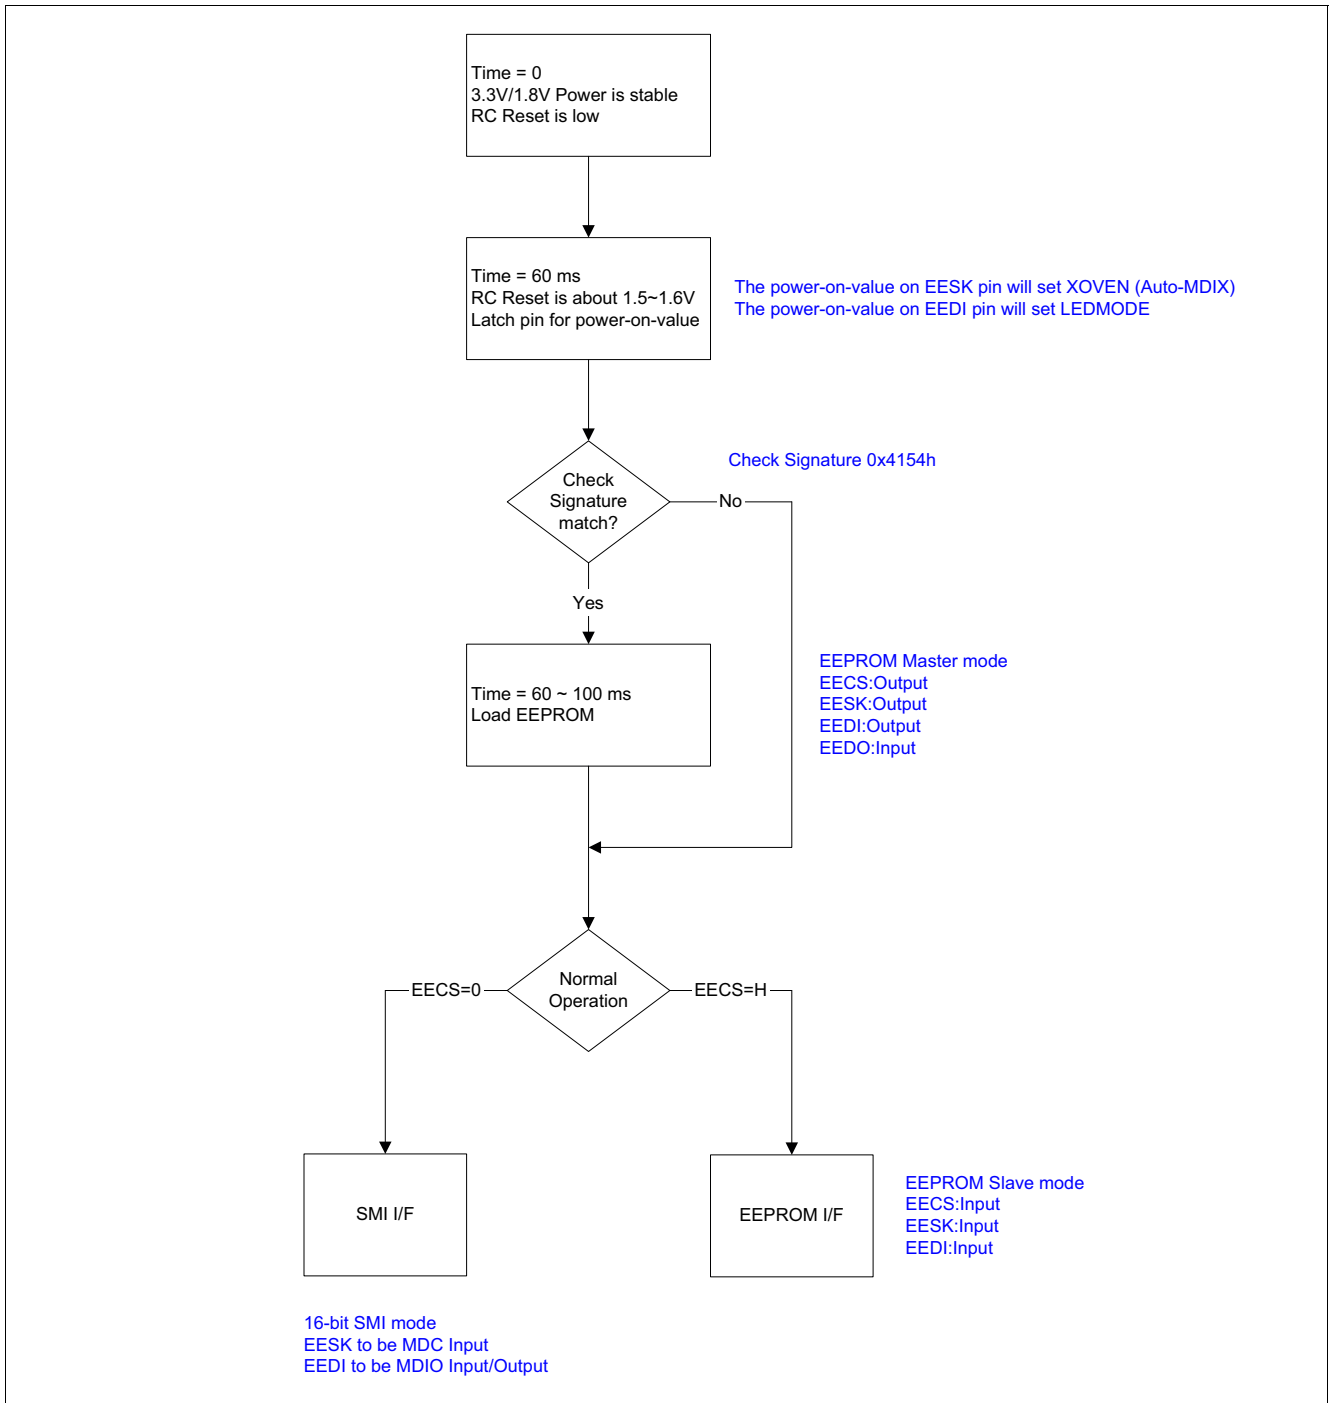 Time = 0
3.3V/1.8V Power is stable
RC Reset is low
Time = 60 ms
RC Reset is about 1.5~1.6V
Latch pin for power-on-value
The power-on-value on EESK pin will set XOVEN (Auto-MDIX)
The power-on-value on EEDI pin will set LEDMODE
Check Signature 0x4154h
Check
Signature
match?
No
Yes
Time = 60 ~ 100 ms
Load EEPROM
EEPROM Master mode
EECS:Output
EESK:Output
EEDI:Output
EEDO:Input
Normal
Operation
EECS=0
EECS=H
SMI I/F
EEPROM I/F
EEPROM Slave mode
EECS:Input
EESK:Input
EEDI:Input
16-bit SMI mode
EESK to be MDC Input
EEDI to be MDIO Input/Output